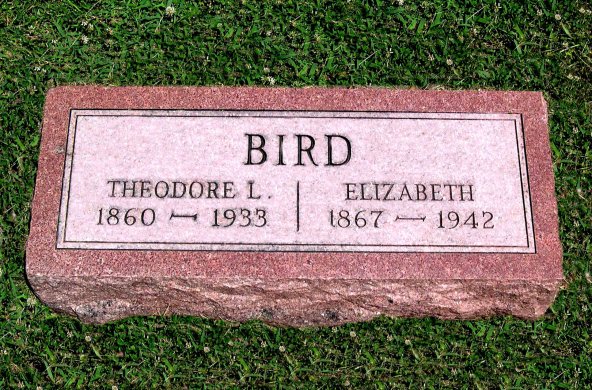 BIRD
THEODORE L. ELIZABETH
1860 — 1933 1867 — 1942